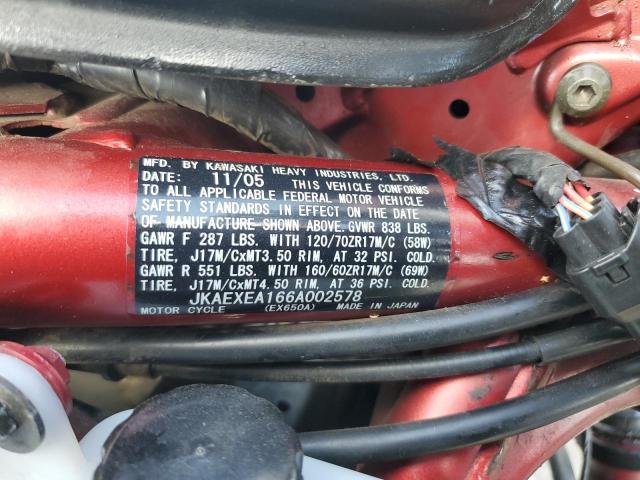 MFD. BY KAWASAKI HEAVY INDUSTRIES, LTD.
DATE: 11/05 THIS VEHICLE CONFORMS
TO ALL APPLICABLE FEDERAL MOTOR VEHICLE
SAFETY STANDARDS IN EFFECT ON THE DATE
OF MANUFACTURE SHOWN ABOVE. GVWR 838 LBS.
GAWR F 287 LBS. WITH 120/70ZR17M/C (58W)
TIRE, J17M/CxMT3.50 RIM, AT 32 PSI. COLD.
GAWR R 551 LBS. WITH 160/60ZR17M/C (69W)
TIRE, J17M/CxMT4.50 RIM, AT 36 PSI. COLD.
JKAEXEA166A002578
MOTOR CYCLE (EX650A) MADE IN JAPAN